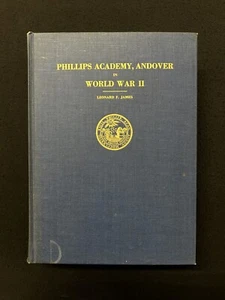 PHILLIPS ACADEMY, ANDOVER
IN
WORLD WAR II
LEONARD F. JAMES